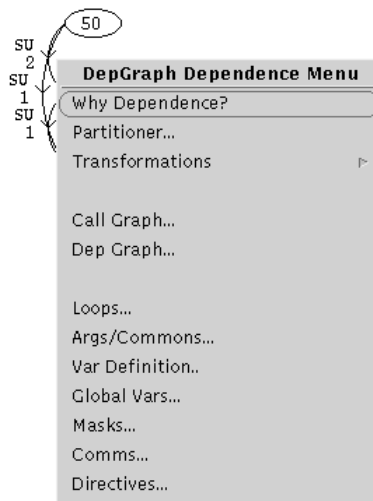 50
SU
2
SU
1
SU
1
DepGraph Dependence Menu
Why Dependence?
Partitioner...
Transformations
Call Graph...
Dep Graph...
Loops...
Args/Commons...
Var Definition..
Global Vars...
Masks...
Comms...
Directives...